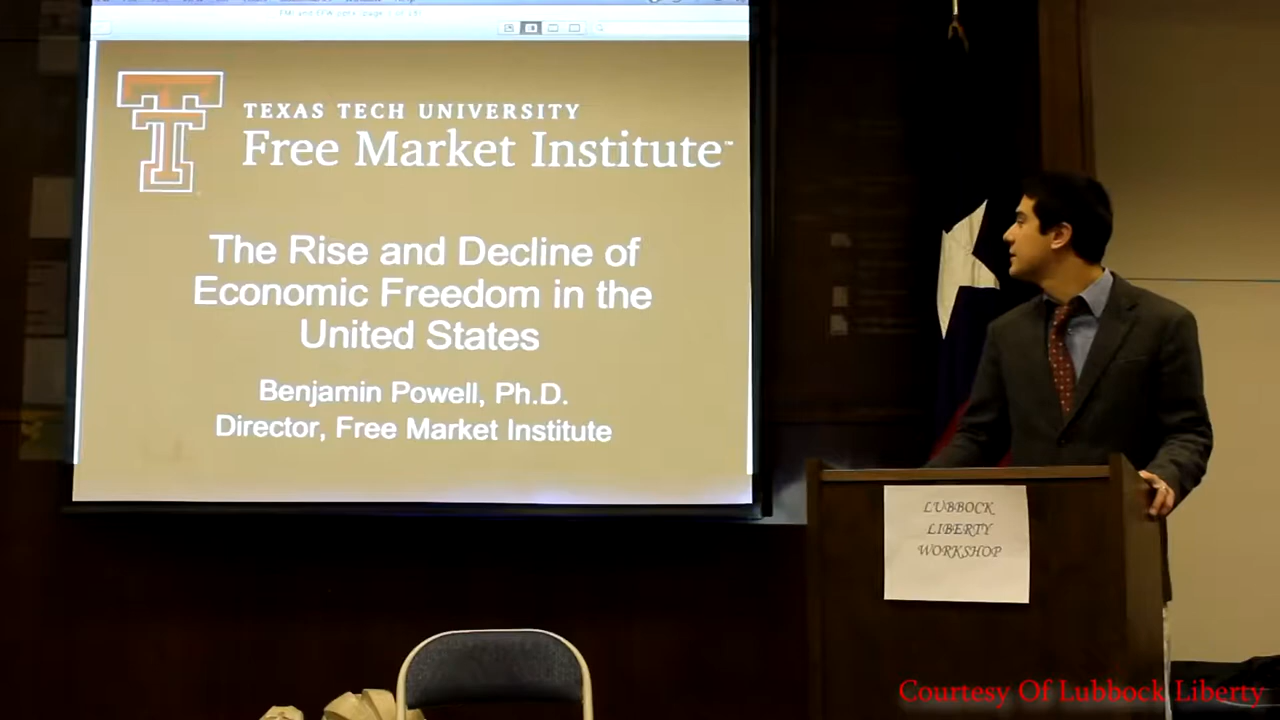 TEXAS TECH UNIVERSITY
Free Market Institute™
The Rise and Decline of
Economic Freedom in the
United States
Benjamin Powell, Ph.D.
Director, Free Market Institute
LUBBOCK
LIBERTY
WORKSHOP
Courtesy Of Lubbock Liberty